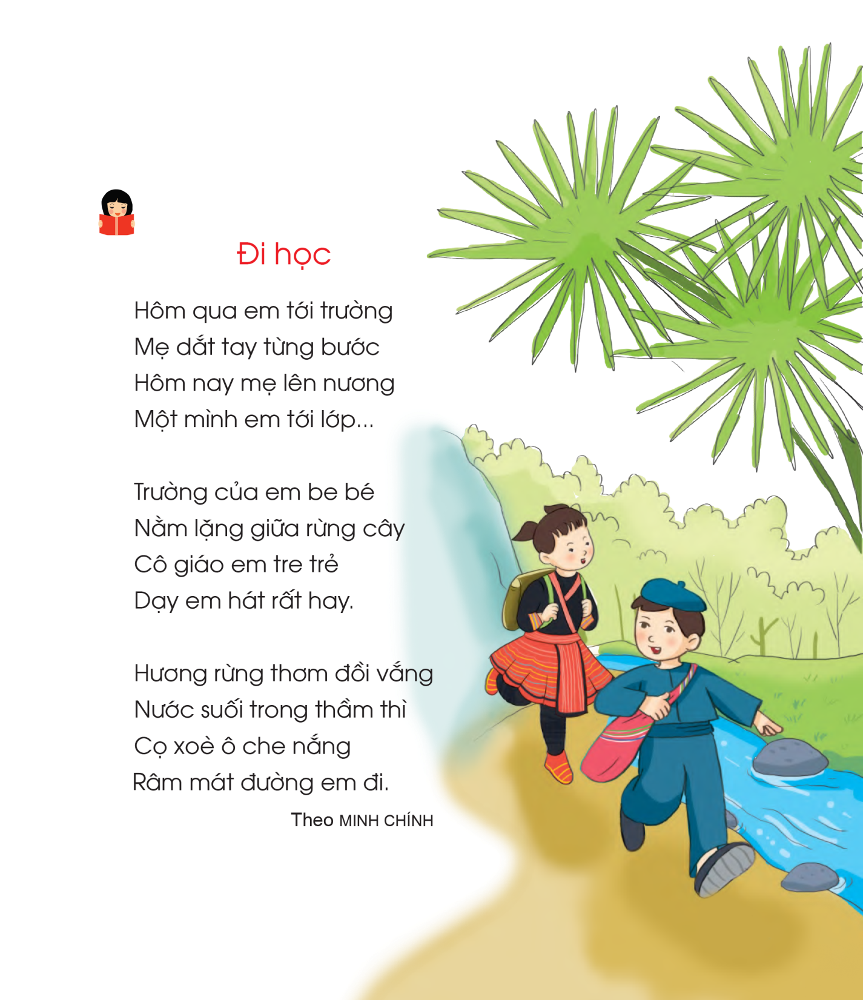 Đi học
Hôm qua em tới trường
Mẹ dắt tay từng bước
Hôm nay mẹ lên nương
Một mình em tới lớp...
Trường của em be bé
Nằm lặng giữa rừng cây
Cô giáo em tre trẻ
Dạy em hát rất hay.
Hương rừng thơm đồi vắng
Nước suối trong thầm thì
Cọ xoè ô che nắng
Râm mát đường em đi.
Theo MINH CHÍNH